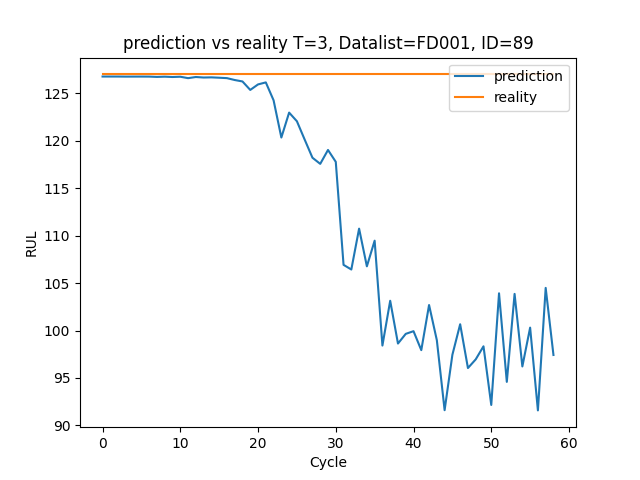 prediction vs reality T=3, Datalist=FD001, ID=89
prediction
reality
125
120
115
110
105
100
95
90
RUL
0 10 20 30 40 50 60
Cycle